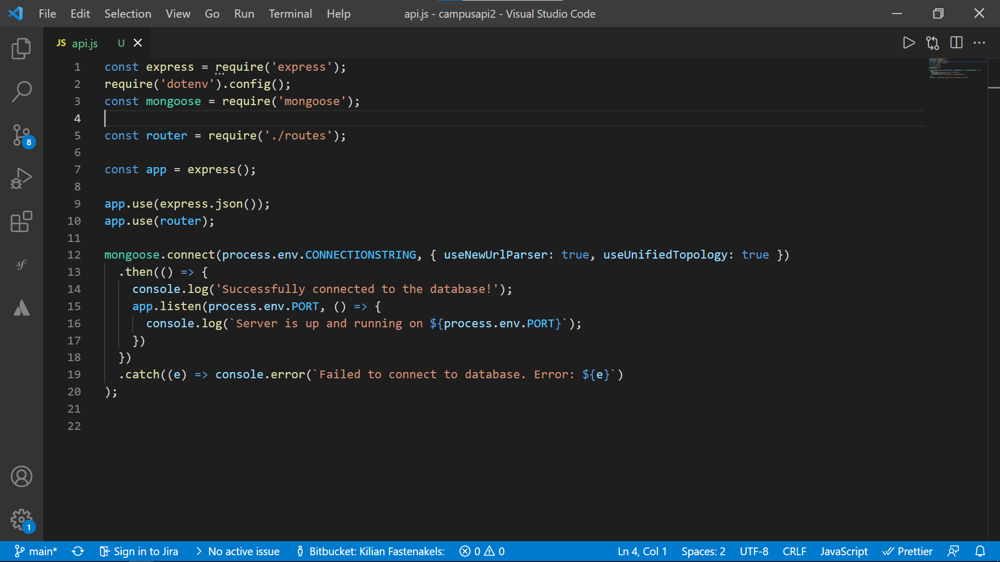 File Edit Selection View Go Run Terminal Help api.js - campusapi2 - Visual Studio Code
JS api.js U
1 const express = require('express');
2 require('dotenv').config();
3 const mongoose = require('mongoose');
4
5 const router = require('./routes');
6
7 const app = express();
8
9 app.use(express.json());
10 app.use(router);
11
12 mongoose.connect(process.env.CONNECTIONSTRING, { useNewUrlParser: true, useUnifiedTopology: true })
13 .then(() => {
14 console.log('Successfully connected to the database!');
15 app.listen(process.env.PORT, () => {
16 console.log(`Server is up and running on ${process.env.PORT}`);
17 })
18 })
19 .catch((e) => console.error(`Failed to connect to database. Error: ${e}`)
20 );
21
22
8
sf
1
main* Sign in to Jira No active issue Bitbucket: Kilian Fastenakels: 0 0 Ln 4, Col 1 Spaces: 2 UTF-8 CRLF JavaScript Prettier